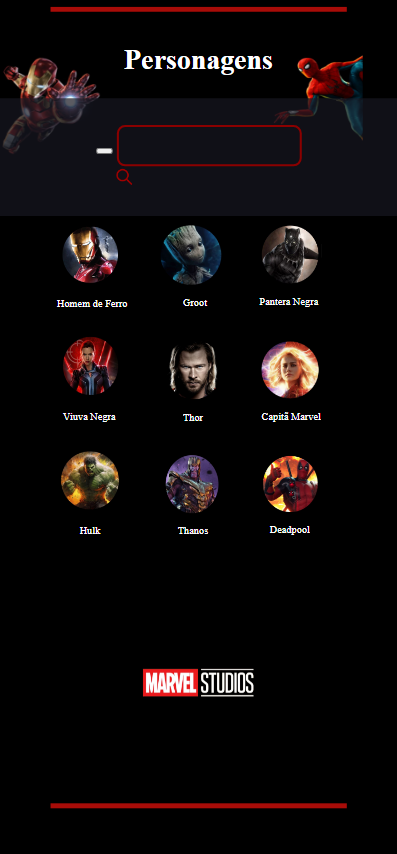 Personagens
Homem de Ferro
Groot
Pantera Negra
Viuva Negra
Thor
Capitã Marvel
Hulk
Thanos
Deadpool
MARVEL STUDIOS